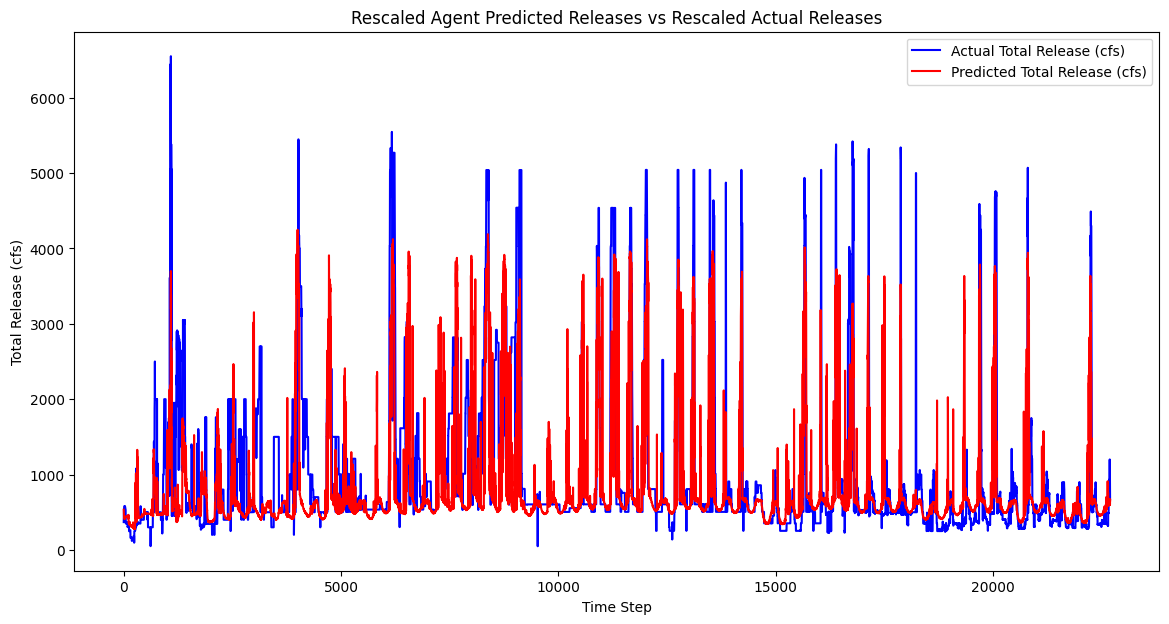 Rescaled Agent Predicted Releases vs Rescaled Actual Releases
Actual Total Release (cfs)
Predicted Total Release (cfs)
Total Release (cfs)
6000
5000
4000
3000
2000
1000
0
0 5000 10000 15000 20000
Time Step